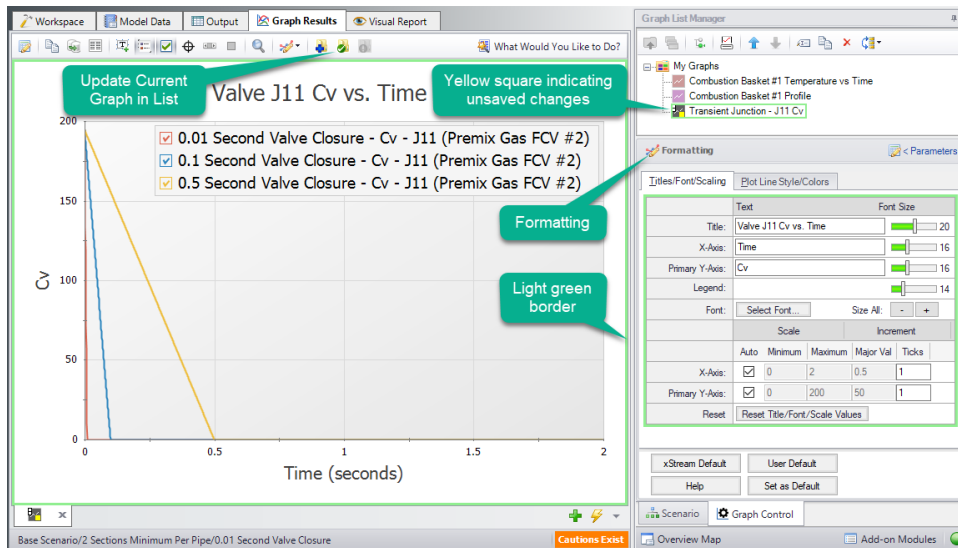 Workspace
Model Data
Output
Graph Results
Visual Report
What Would You Like to Do?
Update Current
Graph in List
Valve J11 Cv vs. Time
Yellow square indicating
unsaved changes
0.01 Second Valve Closure - Cv - J11 (Premix Gas FCV #2)
0.1 Second Valve Closure - Cv - J11 (Premix Gas FCV #2)
0.5 Second Valve Closure - Cv - J11 (Premix Gas FCV #2)
200
150
100
50
0
Cv
0
0.5
1
1.5
2
Time (seconds)
Formatting
Light green
border
Base Scenario/2 Sections Minimum Per Pipe/0.01 Second Valve Closure
Cautions Exist
Graph List Manager
My Graphs
Combustion Basket #1 Temperature vs Time
Combustion Basket #1 Profile
Transient Junction - J11 Cv
Formatting
< Parameters
Titles/Font/Scaling
Plot Line Style/Colors
Text
Font Size
Title:
Valve J11 Cv vs. Time
20
X-Axis:
Time
16
Primary Y-Axis:
Cv
16
Legend:
14
Font:
Select Font...
Size All:
-
+
Scale
Increment
Auto
Minimum
Maximum
Major Val
Ticks
X-Axis:
0
2
0.5
1
Primary Y-Axis:
0
200
50
1
Reset
Reset Title/Font/Scale Values
xStream Default
User Default
Help
Set as Default
Scenario
Graph Control
Overview Map
Add-on Modules